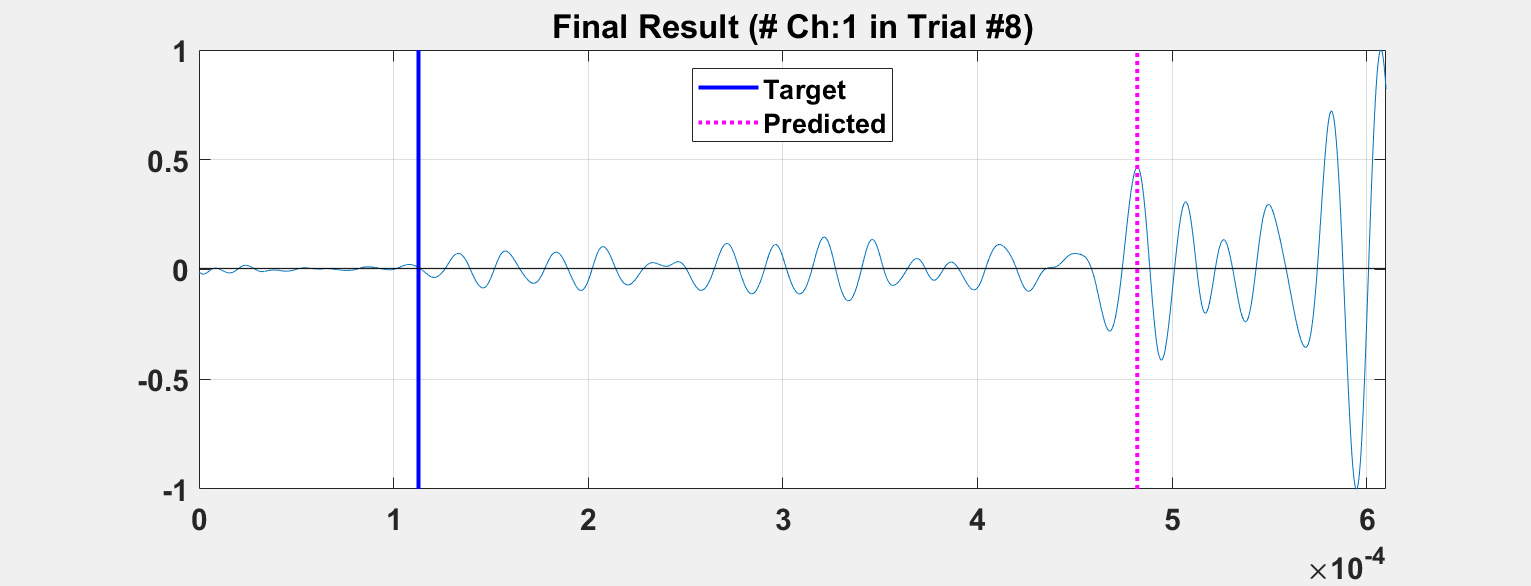 Final Result (# Ch:1 in Trial #8)
Target
Predicted
1
0.5
0
-0.5
-1
0 1 2 3 4 5 6
×10-4